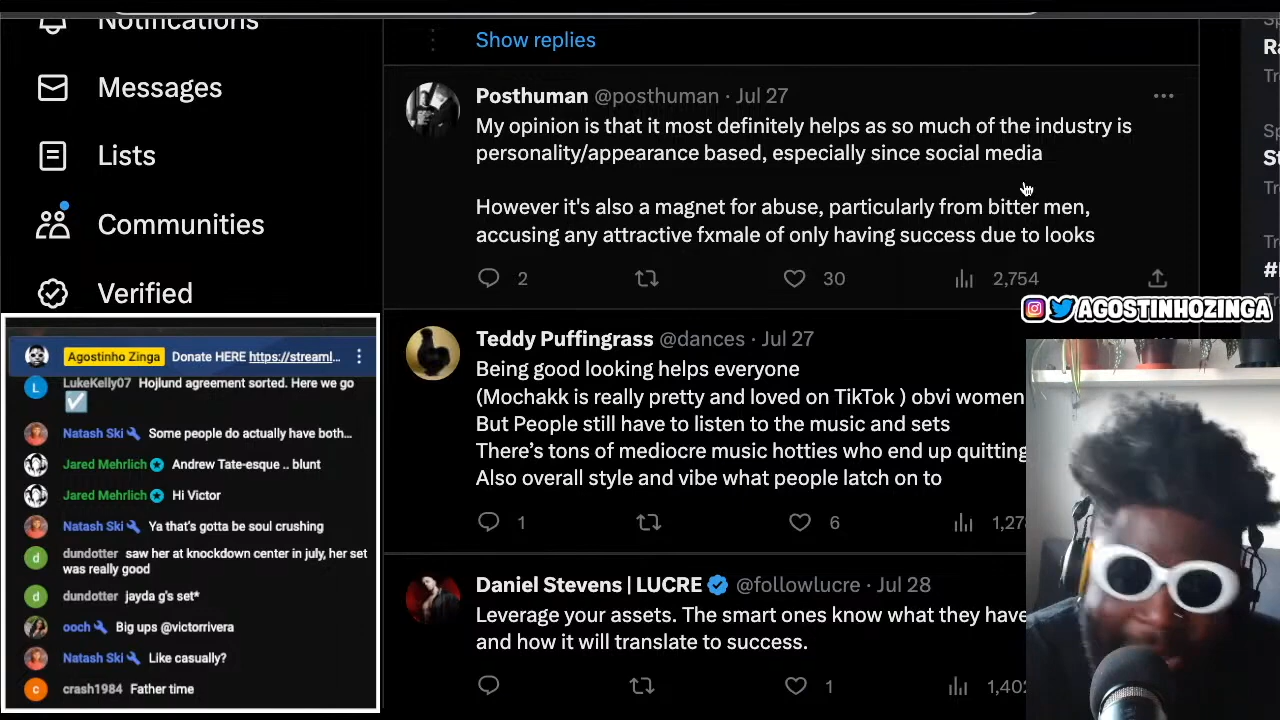 Notifications
Messages
Lists
Communities
Verified
Show replies
Posthuman @posthuman · Jul 27
My opinion is that it most definitely helps as so much of the industry is
personality/appearance based, especially since social media
However it's also a magnet for abuse, particularly from bitter men,
accusing any attractive fxmale of only having success due to looks
2
30
2,754
Teddy Puffingrass @dances · Jul 27
Being good looking helps everyone
(Mochakk is really pretty and loved on TikTok ) obvi women
But People still have to listen to the music and sets
There's tons of mediocre music hotties who end up quitting
Also overall style and vibe what people latch on to
1
6
Daniel Stevens | LUCRE @followlucre · Jul 28
Leverage your assets. The smart ones know what they have
and how it will translate to success.
1
AGOSTINHOZINGA
Agostinho Zinga Donate HERE https://streaml...
LukeKelly07 Hojlund agreement sorted. Here we go
Natash Ski Some people do actually have both...
Jared Mehrlich Andrew Tate-esque .. blunt
Jared Mehrlich Hi Victor
Natash Ski Ya that's gotta be soul crushing
dundotter saw her at knockdown center in july, her set
was really good
dundotter jayda g's set*
ooch Big ups @victorrivera
Natash Ski Like casually?
crash1984 Father time